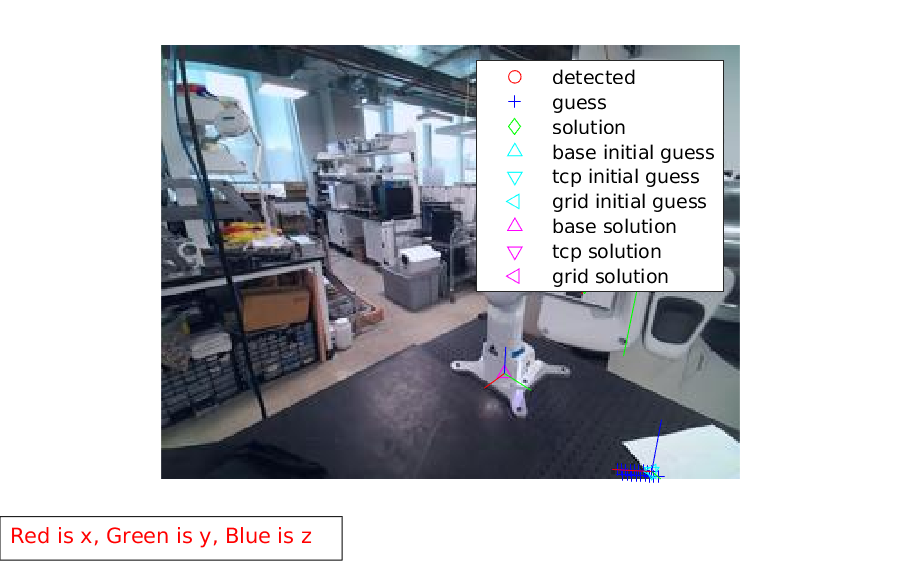 detected
guess
solution
base initial guess
tcp initial guess
grid initial guess
base solution
tcp solution
grid solution
Red is x, Green is y, Blue is z